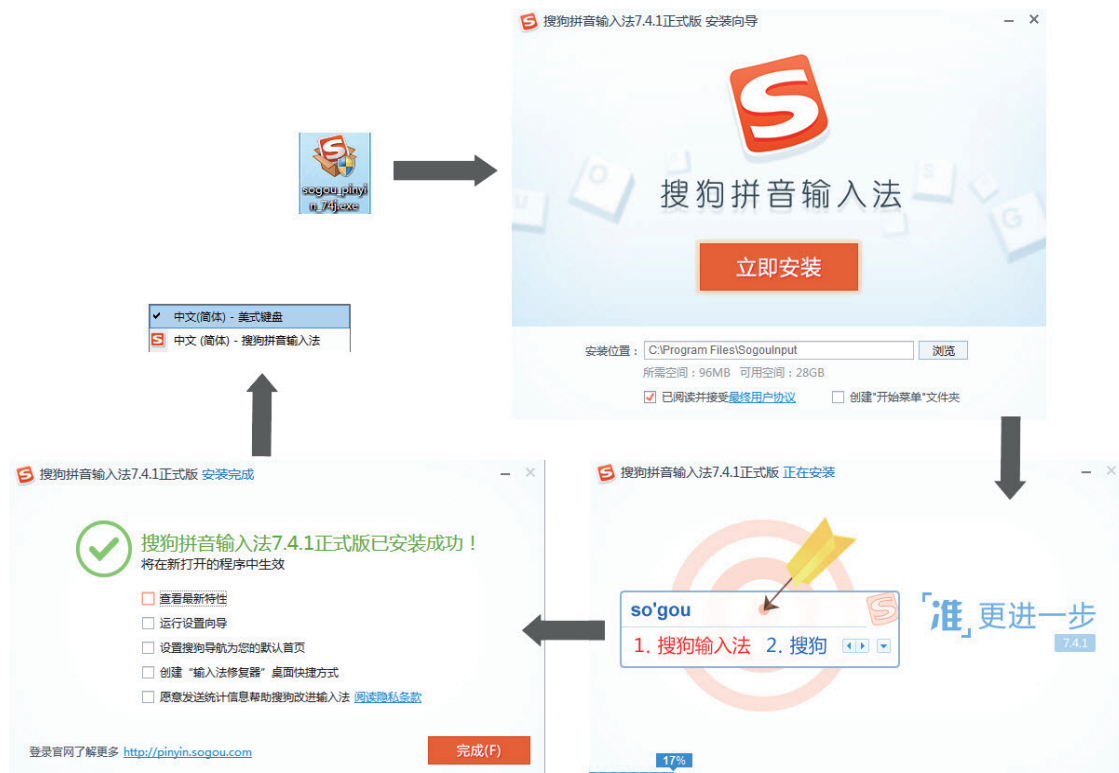 sogou_pinyi
n_74j.exe
搜狗拼音输入法7.4.1正式版 安装向导
搜狗拼音输入法
立即安装
安装位置：
C:\Program Files\SogouInput
浏览
所需空间：96MB 可用空间：28GB
已阅读并接受最终用户协议
创建"开始菜单"文件夹
搜狗拼音输入法7.4.1正式版 正在安装
so'gou
1. 搜狗输入法 2. 搜狗
「准」更进一步
7.4.1
17%
搜狗拼音输入法7.4.1正式版 安装完成
搜狗拼音输入法7.4.1正式版已安装成功！
将在新打开的程序中生效
查看最新特性
运行设置向导
设置搜狗导航为您的默认首页
创建“输入法修复器”桌面快捷方式
愿意发送统计信息帮助搜狗改进输入法 阅读隐私条款
登录官网了解更多 http://pinyin.sogou.com
完成(F)
中文(简体) - 美式键盘
中文 (简体) - 搜狗拼音输入法